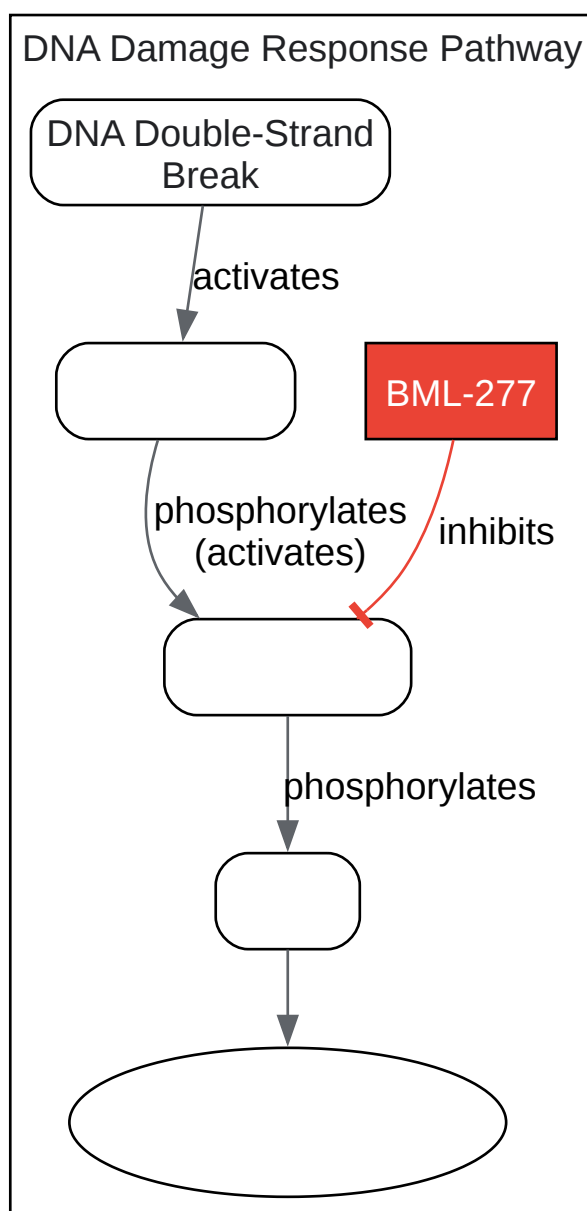 DNA Damage Response Pathway
DNA Double-Strand
Break
activates
BML-277
phosphorylates
(activates)
inhibits
phosphorylates